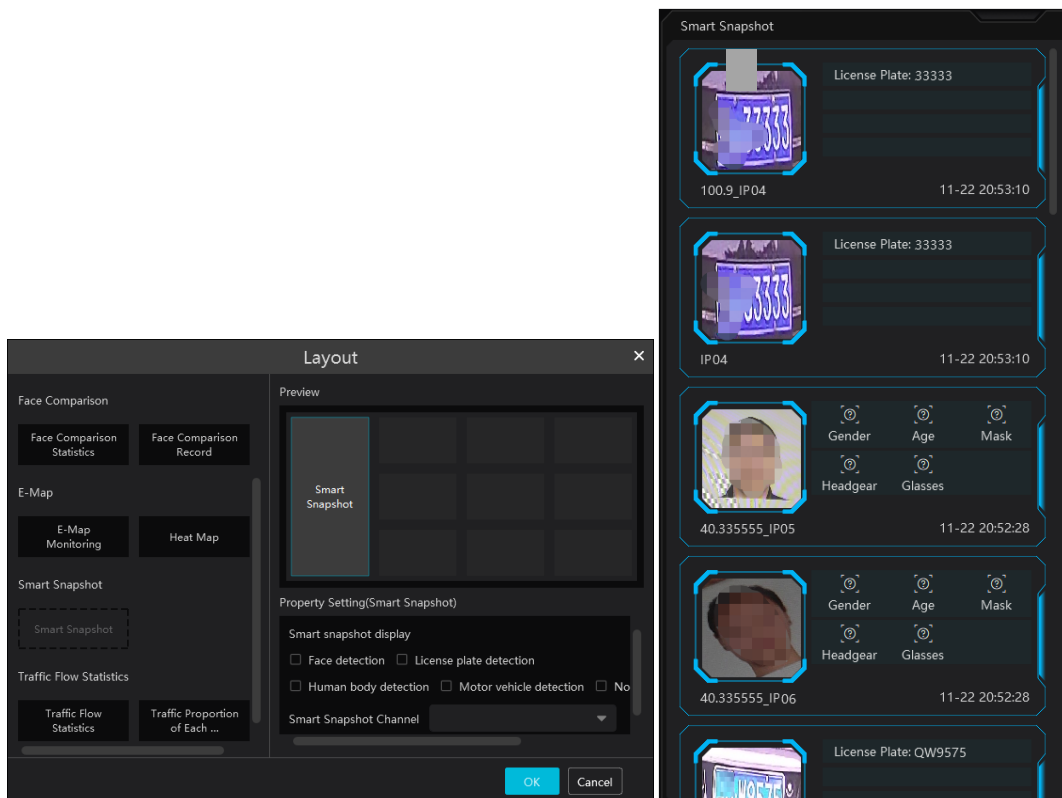 Layout
Face Comparison
Face Comparison Statistics
Face Comparison Record
E-Map
E-Map Monitoring
Heat Map
Smart Snapshot
Smart Snapshot
Traffic Flow Statistics
Traffic Flow Statistics
Traffic Proportion of Each ...
Preview
Smart Snapshot
Property Setting(Smart Snapshot)
Smart snapshot display
Face detection
License plate detection
Human body detection
Motor vehicle detection
No
Smart Snapshot Channel
OK
Cancel
Smart Snapshot
33333
License Plate: 33333
100.9_IP04
11-22 20:53:10
33333
License Plate: 33333
IP04
11-22 20:53:10
Gender
Age
Mask
Headgear
Glasses
40.335555_IP05
11-22 20:52:28
Gender
Age
Mask
Headgear
Glasses
40.335555_IP06
11-22 20:52:28
License Plate: QW9575